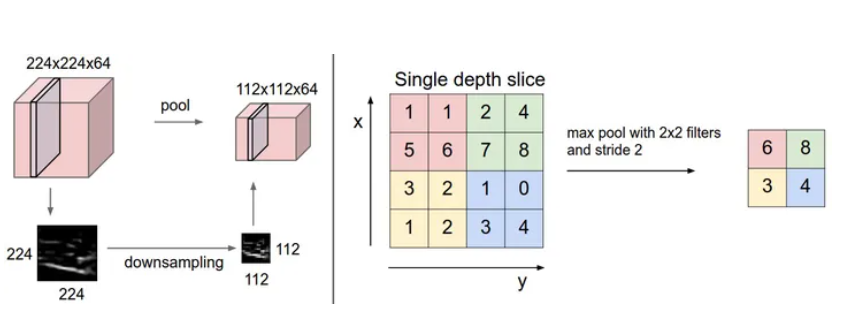 224x224x64
pool
112x112x64
224
224
downsampling
112
112
Single depth slice
x
1 1 2 4
5 6 7 8
3 2 1 0
1 2 3 4
y
max pool with 2x2 filters
and stride 2
6 8
3 4